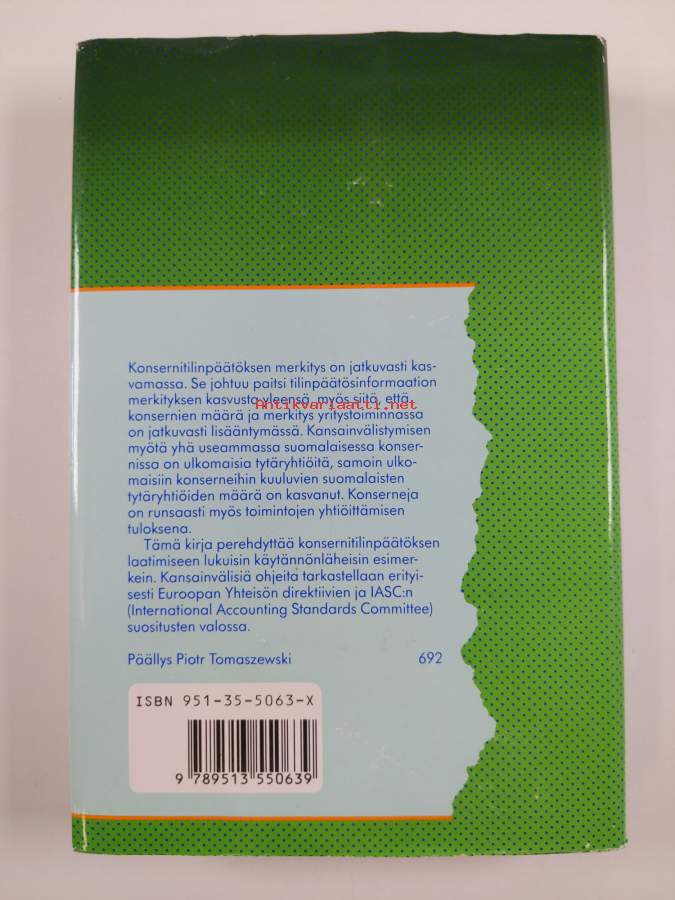 Konsernitilinpäätöksen merkitys on jatkuvasti kas-
vamassa. Se johtuu paitsi tilinpäätösinformaation
merkityksen kasvusta yleensä, myös siitä, että
Antikvariaatti.net
konsernien määrä ja merkitys yritystoiminnassa
on jatkuvasti lisääntymässä. Kansainvälistymisen
myötä yhä useammassa suomalaisessa konser-
nissa on ulkomaisia tytäryhtiöitä, samoin ulko-
maisiin konserneihin kuuluvien suomalaisten
tytäryhtiöiden määrä on kasvanut. Konserneja
on runsaasti myös toimintojen yhtiöittämisen
tuloksena.
Tämä kirja perehdyttää konsernitilinpäätöksen
laatimiseen lukuisin käytännönläheisin esimer-
kein. Kansainvälisiä ohjeita tarkastellaan erityi-
sesti Euroopan Yhteisön direktiivien ja IASC:n
(International Accounting Standards Committee)
suositusten valossa.
Päällys Piotr Tomaszewski 692
ISBN 951-35-5063-X
9 789513 550639